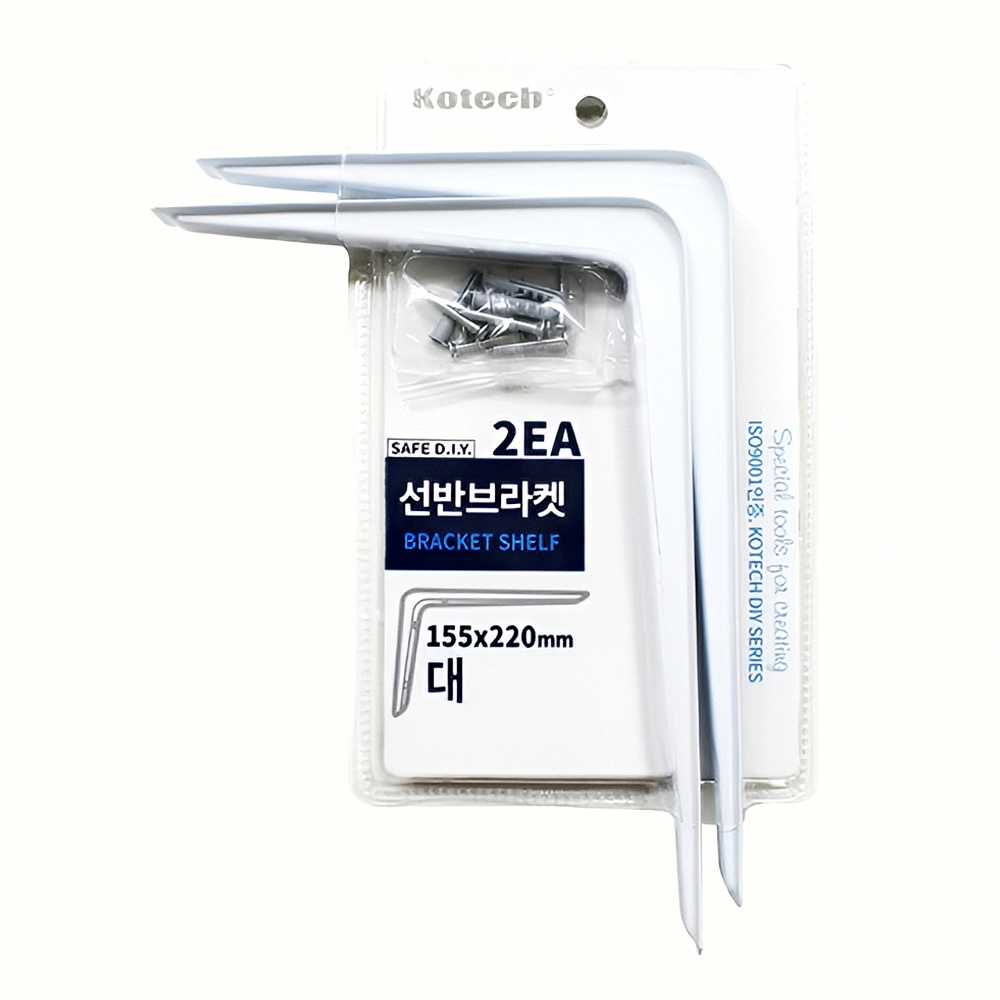 Kotech
2EA
SAFE D.I.Y.
선반브라켓
BRACKET SHELF
155x220mm
대
Special tools for creating
ISO9001인증. KOTECH DIY SERIES